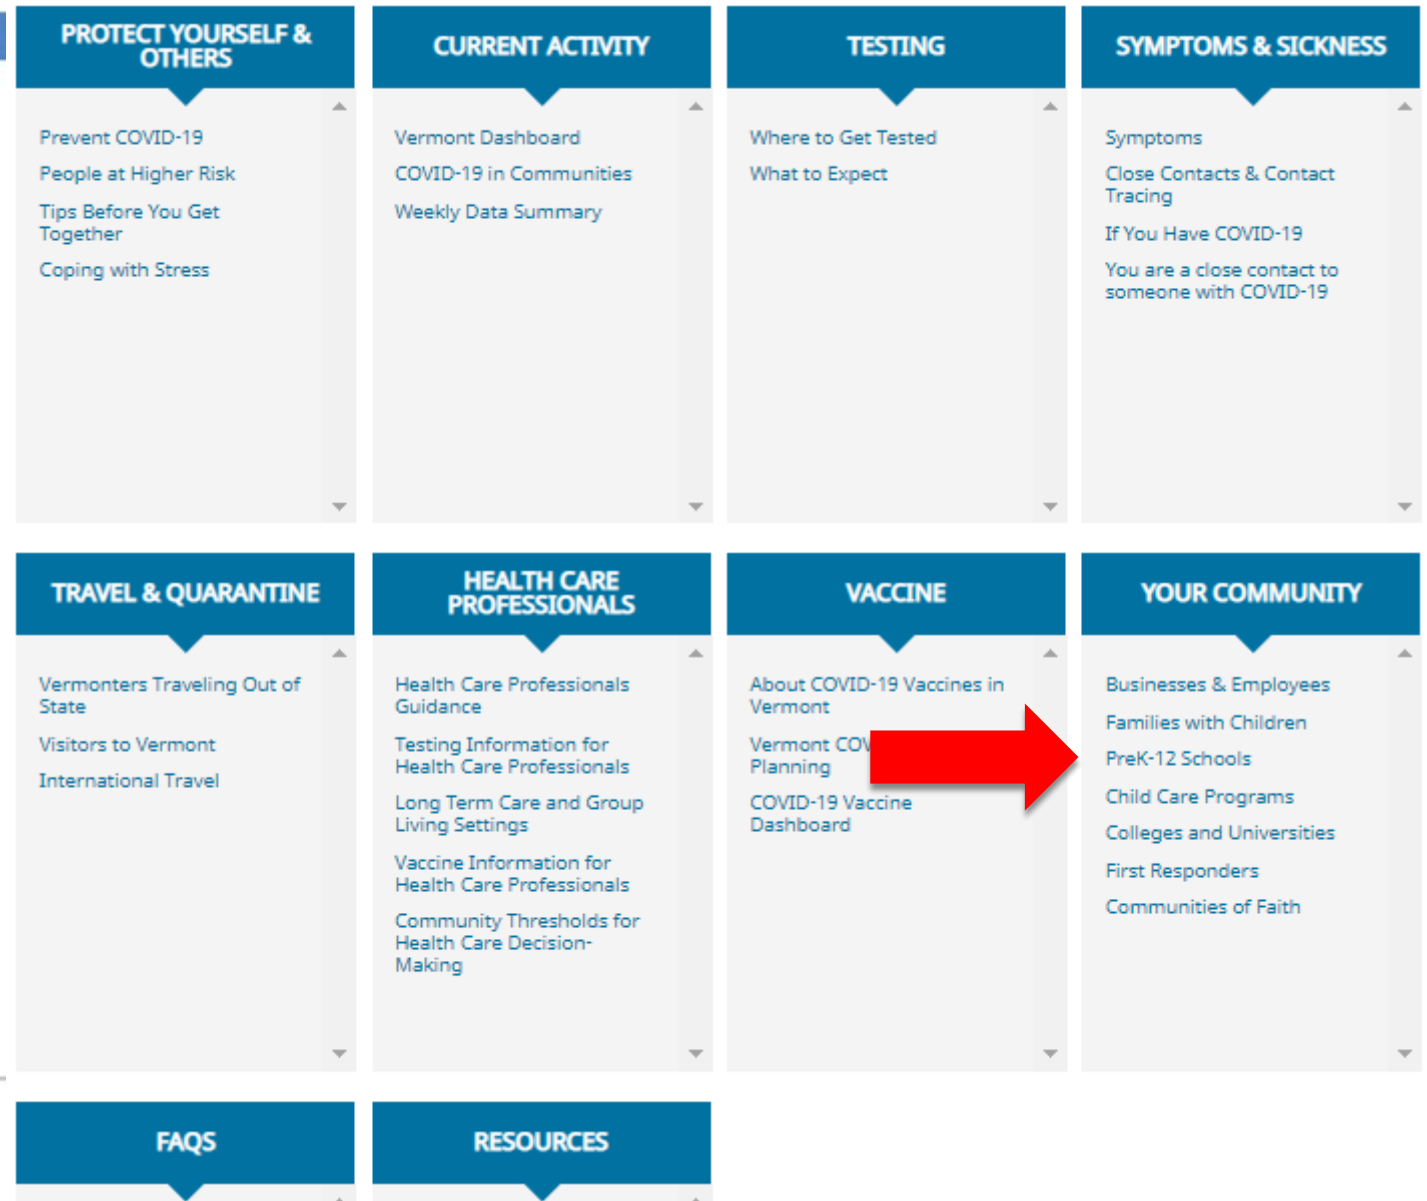 PROTECT YOURSELF &
OTHERS
Prevent COVID-19
People at Higher Risk
Tips Before You Get
Together
Coping with Stress
CURRENT ACTIVITY
Vermont Dashboard
COVID-19 in Communities
Weekly Data Summary
TESTING
Where to Get Tested
What to Expect
SYMPTOMS & SICKNESS
Symptoms
Close Contacts & Contact
Tracing
If You Have COVID-19
You are a close contact to
someone with COVID-19
TRAVEL & QUARANTINE
Vermonters Traveling Out of
State
Visitors to Vermont
International Travel
HEALTH CARE
PROFESSIONALS
Health Care Professionals
Guidance
Testing Information for
Health Care Professionals
Long Term Care and Group
Living Settings
Vaccine Information for
Health Care Professionals
Community Thresholds for
Health Care Decision-
Making
VACCINE
About COVID-19 Vaccines in
Vermont
Vermont
Planning
COVID-19 Vaccine
Dashboard
YOUR COMMUNITY
Businesses & Employees
Families with Children
PreK-12 Schools
Child Care Programs
Colleges and Universities
First Responders
Communities of Faith
FAQS
RESOURCES